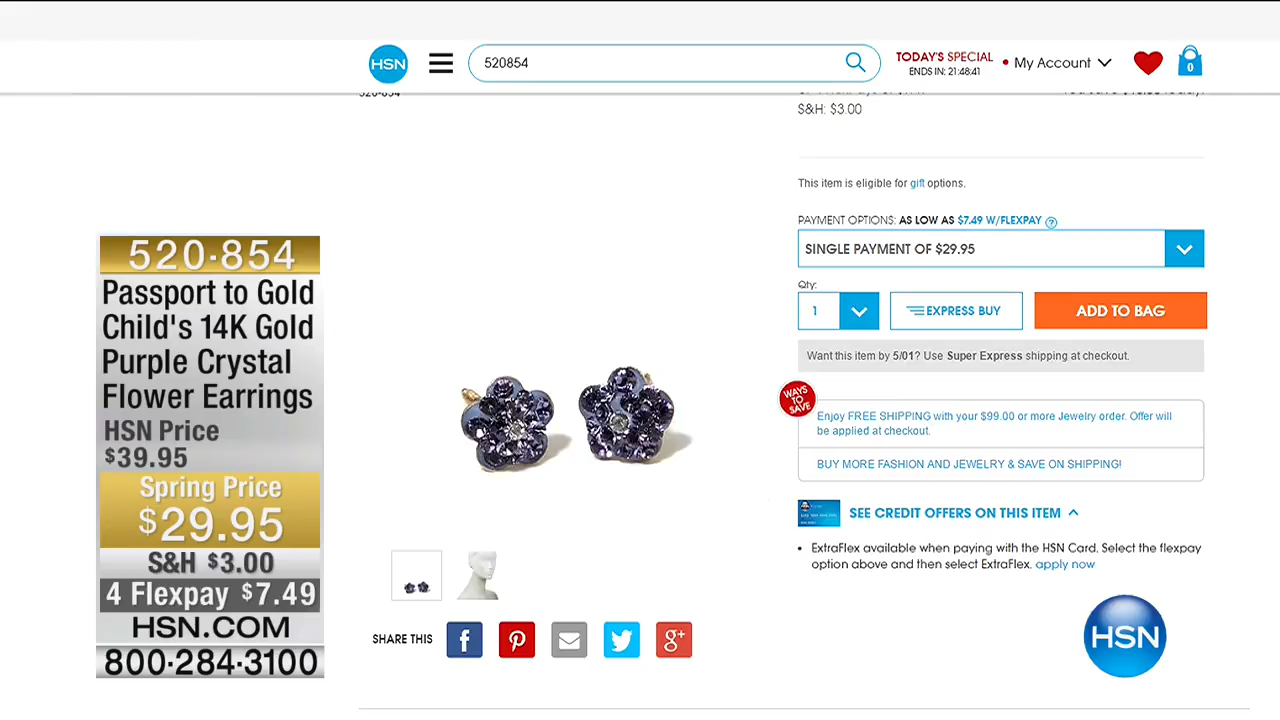 HSN
520854
TODAY'S SPECIAL
ENDS IN: 21:48:41
My Account
0
520-854
S&H: $3.00
This item is eligible for gift options.
PAYMENT OPTIONS: AS LOW AS $7.49 W/FLEXPAY ?
SINGLE PAYMENT OF $29.95
Qty:
1
EXPRESS BUY
ADD TO BAG
Want this item by 5/01? Use Super Express shipping at checkout.
WAYS
TO
SAVE
Enjoy FREE SHIPPING with your $99.00 or more Jewelry order. Offer will
be applied at checkout.
BUY MORE FASHION AND JEWELRY & SAVE ON SHIPPING!
SEE CREDIT OFFERS ON THIS ITEM
• ExtraFlex available when paying with the HSN Card. Select the flexpay
option above and then select ExtraFlex. apply now
520·854
Passport to Gold
Child's 14K Gold
Purple Crystal
Flower Earrings
HSN Price
$39.95
Spring Price
$29.95
S&H $3.00
4 Flexpay $7.49
HSN.COM
800·284·3100
SHARE THIS
f
g+
HSN